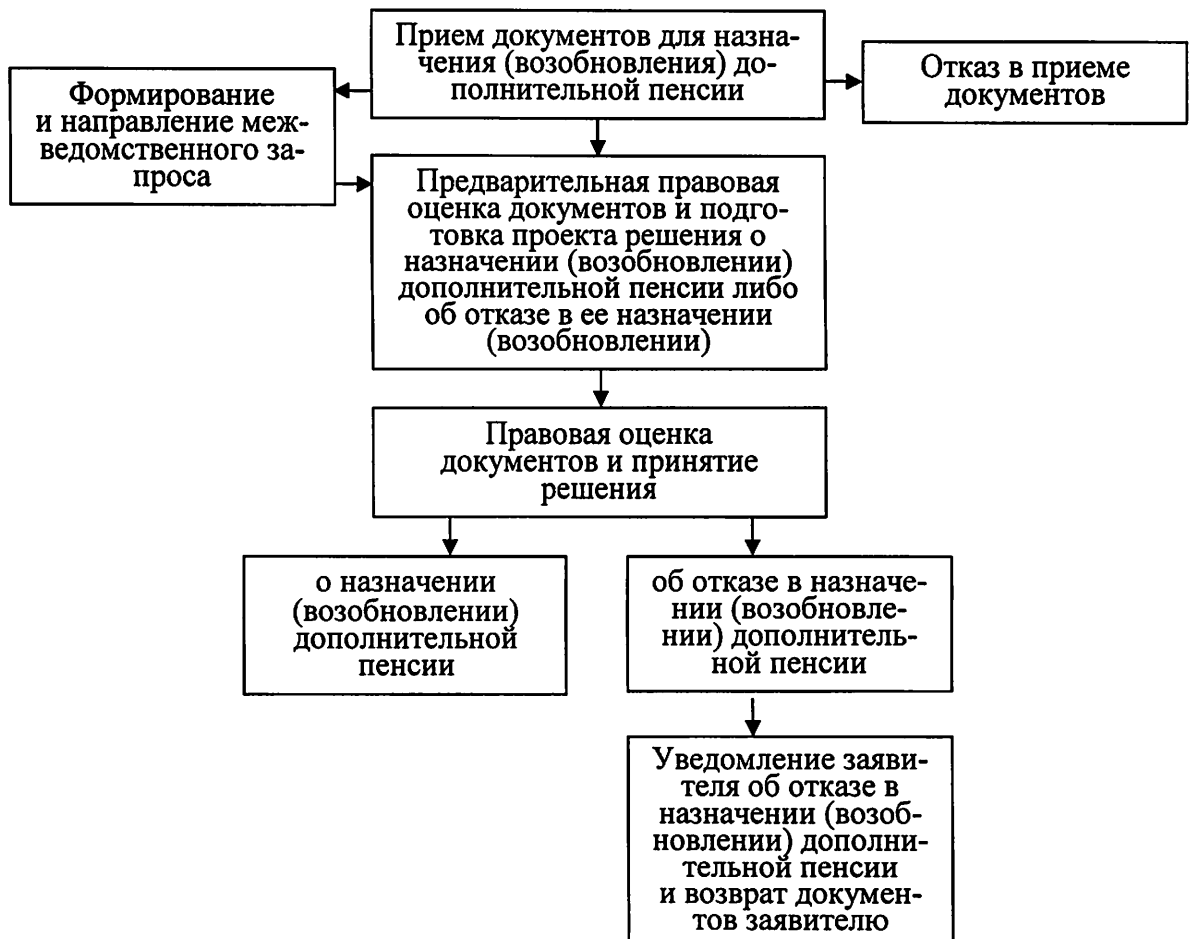 Прием документов для назна-
чения (возобновления) до-
полнительной пенсии
Отказ в приеме
документов
Формирование
и направление меж-
ведомственного за-
проса
Предварительная правовая
оценка документов и подго-
товка проекта решения о
назначении (возобновлении)
дополнительной пенсии либо
об отказе в ее назначении
(возобновлении)
Правовая оценка
документов и принятие
решения
о назначении
(возобновлении)
дополнительной
пенсии
об отказе в назначе-
нии (возобновле-
нии) дополнитель-
ной пенсии
Уведомление заяви-
теля об отказе в
назначении (возоб-
новлении) дополни-
тельной пенсии
и возврат докумен-
тов заявителю